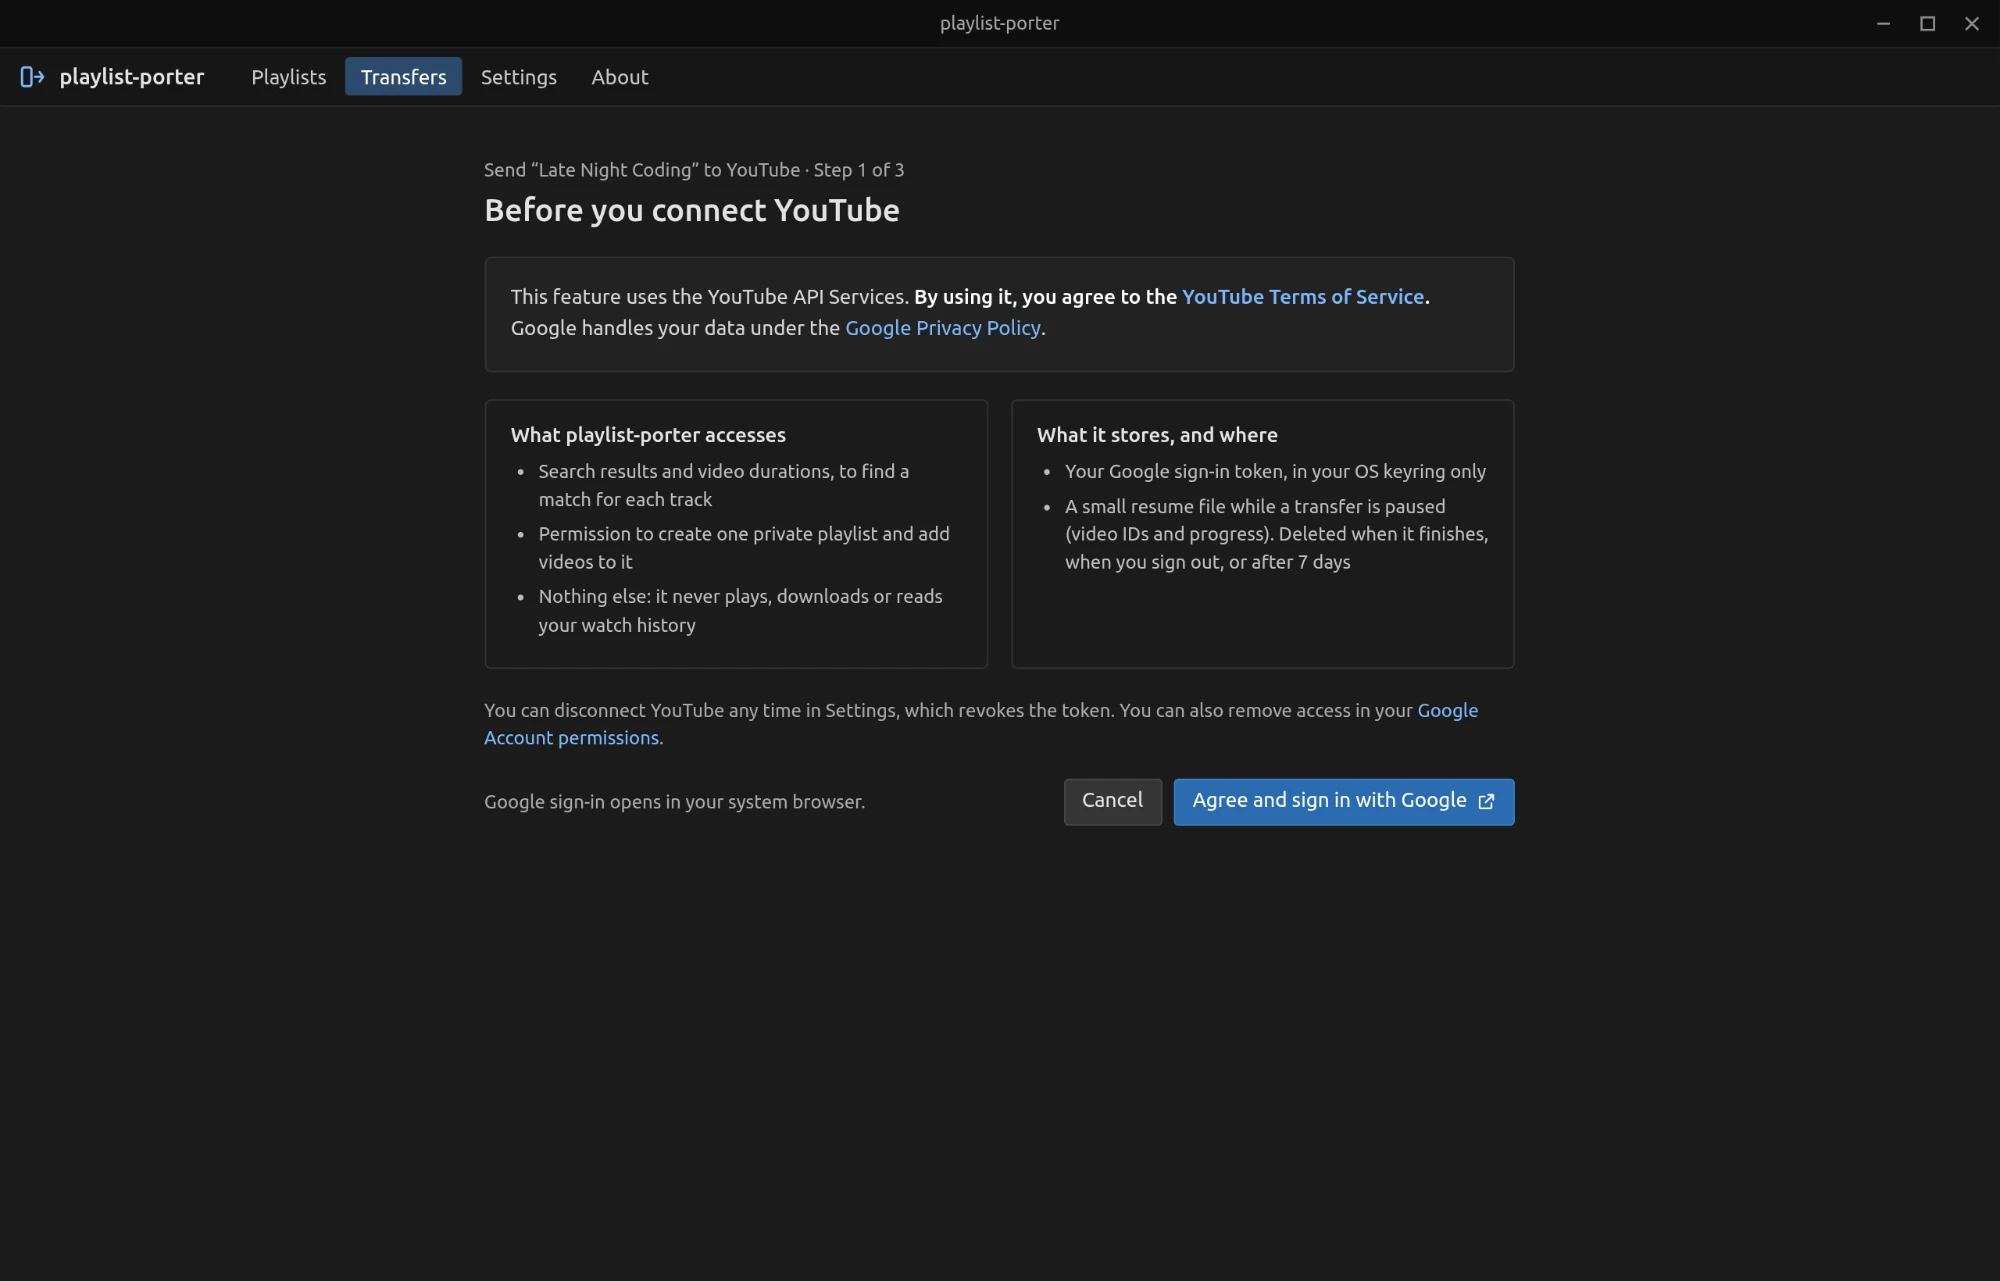 playlist-porter
playlist-porter Playlists Transfers Settings About
Send “Late Night Coding” to YouTube · Step 1 of 3
Before you connect YouTube
This feature uses the YouTube API Services. By using it, you agree to the YouTube Terms of Service.
Google handles your data under the Google Privacy Policy.
What playlist-porter accesses
• Search results and video durations, to find a
match for each track
• Permission to create one private playlist and add
videos to it
• Nothing else: it never plays, downloads or reads
your watch history
What it stores, and where
• Your Google sign-in token, in your OS keyring only
• A small resume file while a transfer is paused
(video IDs and progress). Deleted when it finishes,
when you sign out, or after 7 days
You can disconnect YouTube any time in Settings, which revokes the token. You can also remove access in your Google
Account permissions.
Google sign-in opens in your system browser.
Cancel
Agree and sign in with Google